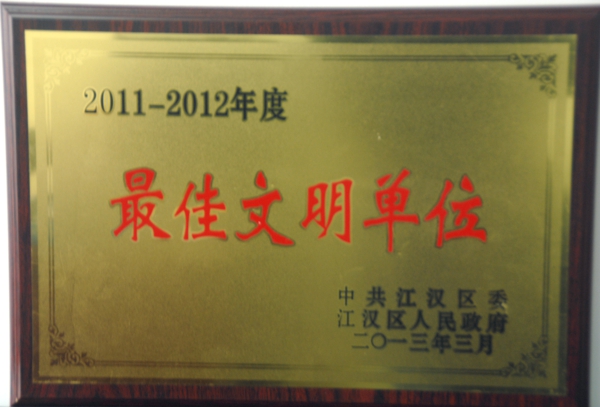 2011-2012年度
最佳文明单位
中共江汉区委
江汉区人民政府
二〇一三年三月